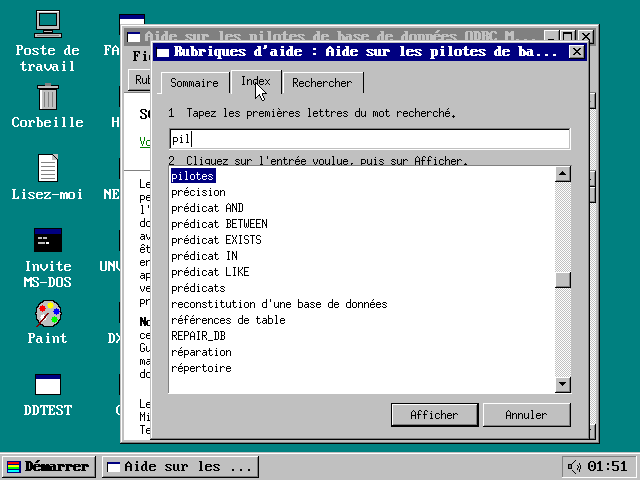 Poste de travail
Corbeille
Lisez-moi
Invite MS-DOS
Paint
DDTEST
Aide sur les pilotes de base de données ODBC M...
Rubriques d'aide : Aide sur les pilotes de ba...
Sommaire
Index
Rechercher
1 Tapez les premières lettres du mot recherché.
pil
2 Cliquez sur l'entrée voulue, puis sur Afficher.
pilotes
précision
prédicat AND
prédicat BETWEEN
prédicat EXISTS
prédicat IN
prédicat LIKE
prédicats
reconstitution d'une base de données
références de table
REPAIR_DB
réparation
répertoire
Afficher
Annuler
Démarrer
Aide sur les ...
01:51